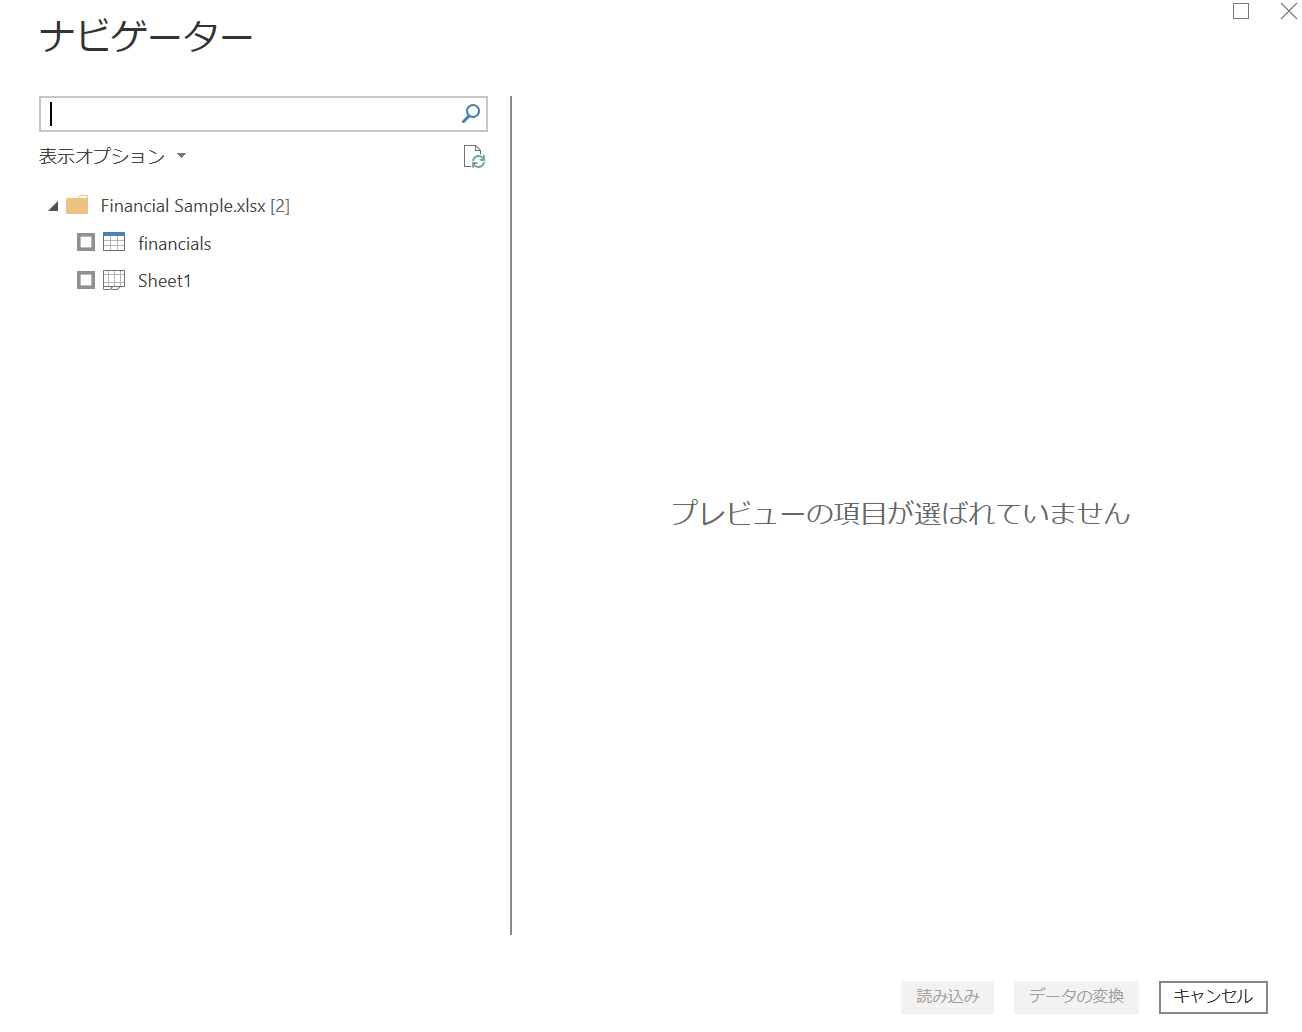 ナビゲーター
表示オプション
Financial Sample.xlsx [2]
financials
Sheet1
プレビューの項目が選ばれていません
読み込み
データの変換
キャンセル